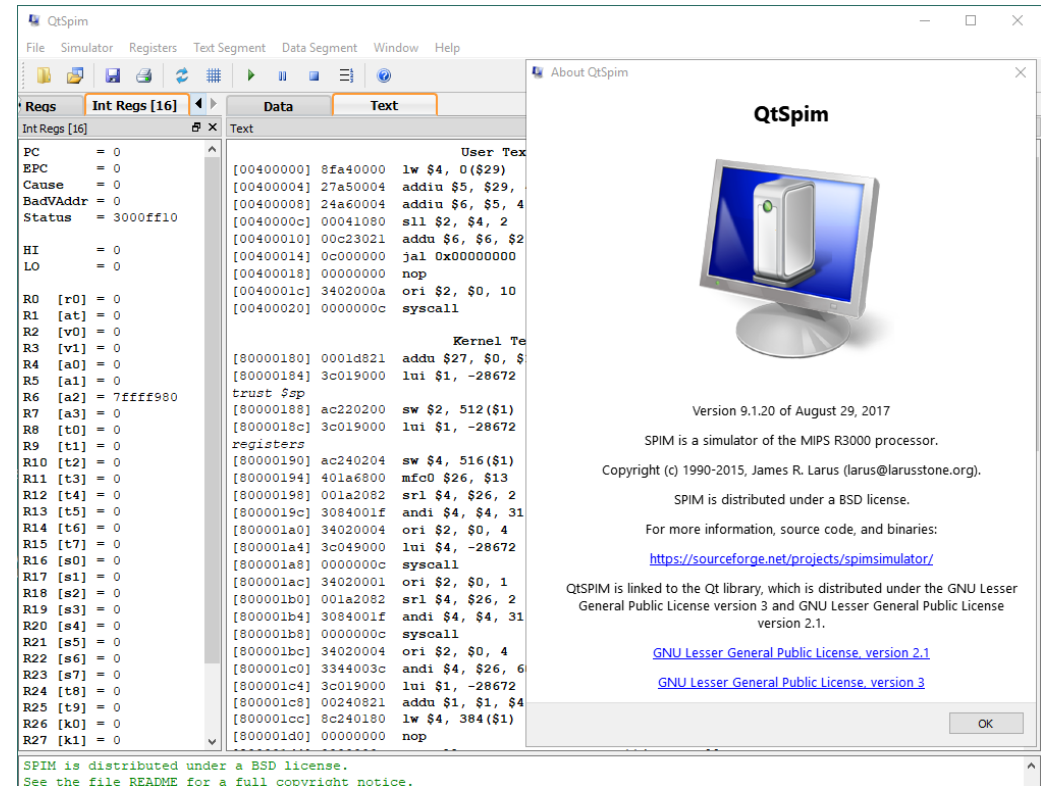 QtSpim
File Simulator Registers Text Segment Data Segment Window Help
Regs Int Regs [16] Data Text
Int Regs [16]
PC = 0
EPC = 0
Cause = 0
BadVAddr = 0
Status = 3000ff10
HI = 0
LO = 0
R0 [r0] = 0
R1 [at] = 0
R2 [v0] = 0
R3 [v1] = 0
R4 [a0] = 0
R5 [a1] = 0
R6 [a2] = 7ffff980
R7 [a3] = 0
R8 [t0] = 0
R9 [t1] = 0
R10 [t2] = 0
R11 [t3] = 0
R12 [t4] = 0
R13 [t5] = 0
R14 [t6] = 0
R15 [t7] = 0
R16 [s0] = 0
R17 [s1] = 0
R18 [s2] = 0
R19 [s3] = 0
R20 [s4] = 0
R21 [s5] = 0
R22 [s6] = 0
R23 [s7] = 0
R24 [t8] = 0
R25 [t9] = 0
R26 [k0] = 0
R27 [k1] = 0
Text
User Tex
[00400000] 8fa40000 lw $4, 0($29)
[00400004] 27a50004 addiu $5, $29,
[00400008] 24a60004 addiu $6, $5, 4
[0040000c] 00041080 sll $2, $4, 2
[00400010] 00c23021 addu $6, $6, $2
[00400014] 0c000000 jal 0x00000000
[00400018] 00000000 nop
[0040001c] 3402000a ori $2, $0, 10
[00400020] 0000000c syscall
Kernel Te
[80000180] 0001d821 addu $27, $0, $
[80000184] 3c019000 lui $1, -28672
trust $sp
[80000188] ac220200 sw $2, 512($1)
[8000018c] 3c019000 lui $1, -28672
registers
[80000190] ac240204 sw $4, 516($1)
[80000194] 401a6800 mfc0 $26, $13
[80000198] 001a2082 srl $4, $26, 2
[8000019c] 3084001f andi $4, $4, 31
[800001a0] 34020004 ori $2, $0, 4
[800001a4] 3c049000 lui $4, -28672
[800001a8] 0000000c syscall
[800001ac] 34020001 ori $2, $0, 1
[800001b0] 001a2082 srl $4, $26, 2
[800001b4] 3084001f andi $4, $4, 31
[800001b8] 0000000c syscall
[800001bc] 34020004 ori $2, $0, 4
[800001c0] 3344003c andi $4, $26, 6
[800001c4] 3c019000 lui $1, -28672
[800001c8] 00240821 addu $1, $1, $4
[800001cc] 8c240180 lw $4, 384($1)
[800001d0] 00000000 nop
About QtSpim
QtSpim
Version 9.1.20 of August 29, 2017
SPIM is a simulator of the MIPS R3000 processor.
Copyright (c) 1990-2015, James R. Larus (larus@larusstone.org).
SPIM is distributed under a BSD license.
For more information, source code, and binaries:
https://sourceforge.net/projects/spimsimulator/
QtSPIM is linked to the Qt library, which is distributed under the GNU Lesser
General Public License version 3 and GNU Lesser General Public License
version 2.1.
GNU Lesser General Public License, version 2.1
GNU Lesser General Public License, version 3
OK
SPIM is distributed under a BSD license.
See the file README for a full copyright notice.